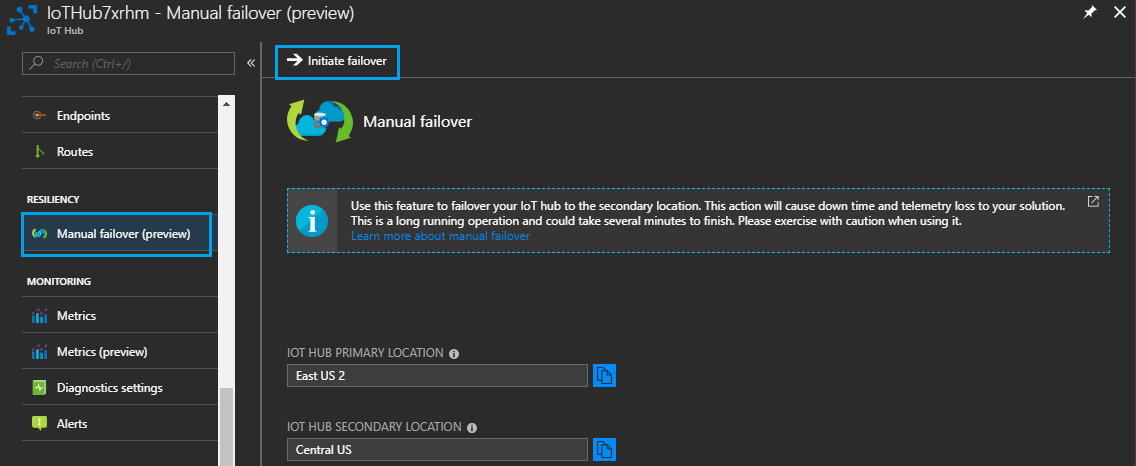 IoTHub7xrhm - Manual failover (preview)
IoT Hub
Search (Ctrl+/)
Endpoints
Routes
RESILIENCY
Manual failover (preview)
MONITORING
Metrics
Metrics (preview)
Diagnostics settings
Alerts
Initiate failover
Manual failover
Use this feature to failover your IoT hub to the secondary location. This action will cause down time and telemetry loss to your solution.
This is a long running operation and could take several minutes to finish. Please exercise with caution when using it.
Learn more about manual failover
IOT HUB PRIMARY LOCATION
East US 2
IOT HUB SECONDARY LOCATION
Central US